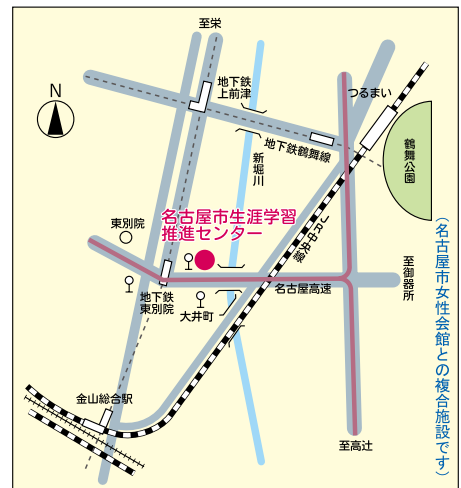 至栄
N
地下鉄
上前津
つるまい
地下鉄鶴舞線
鶴舞公園
新堀川
名古屋市生涯学習
推進センター
東別院
JR中央線
至御器所
地下鉄
東別院
大井町
名古屋高速
(名古屋市女性会館との複合施設です)
金山総合駅
至高辻